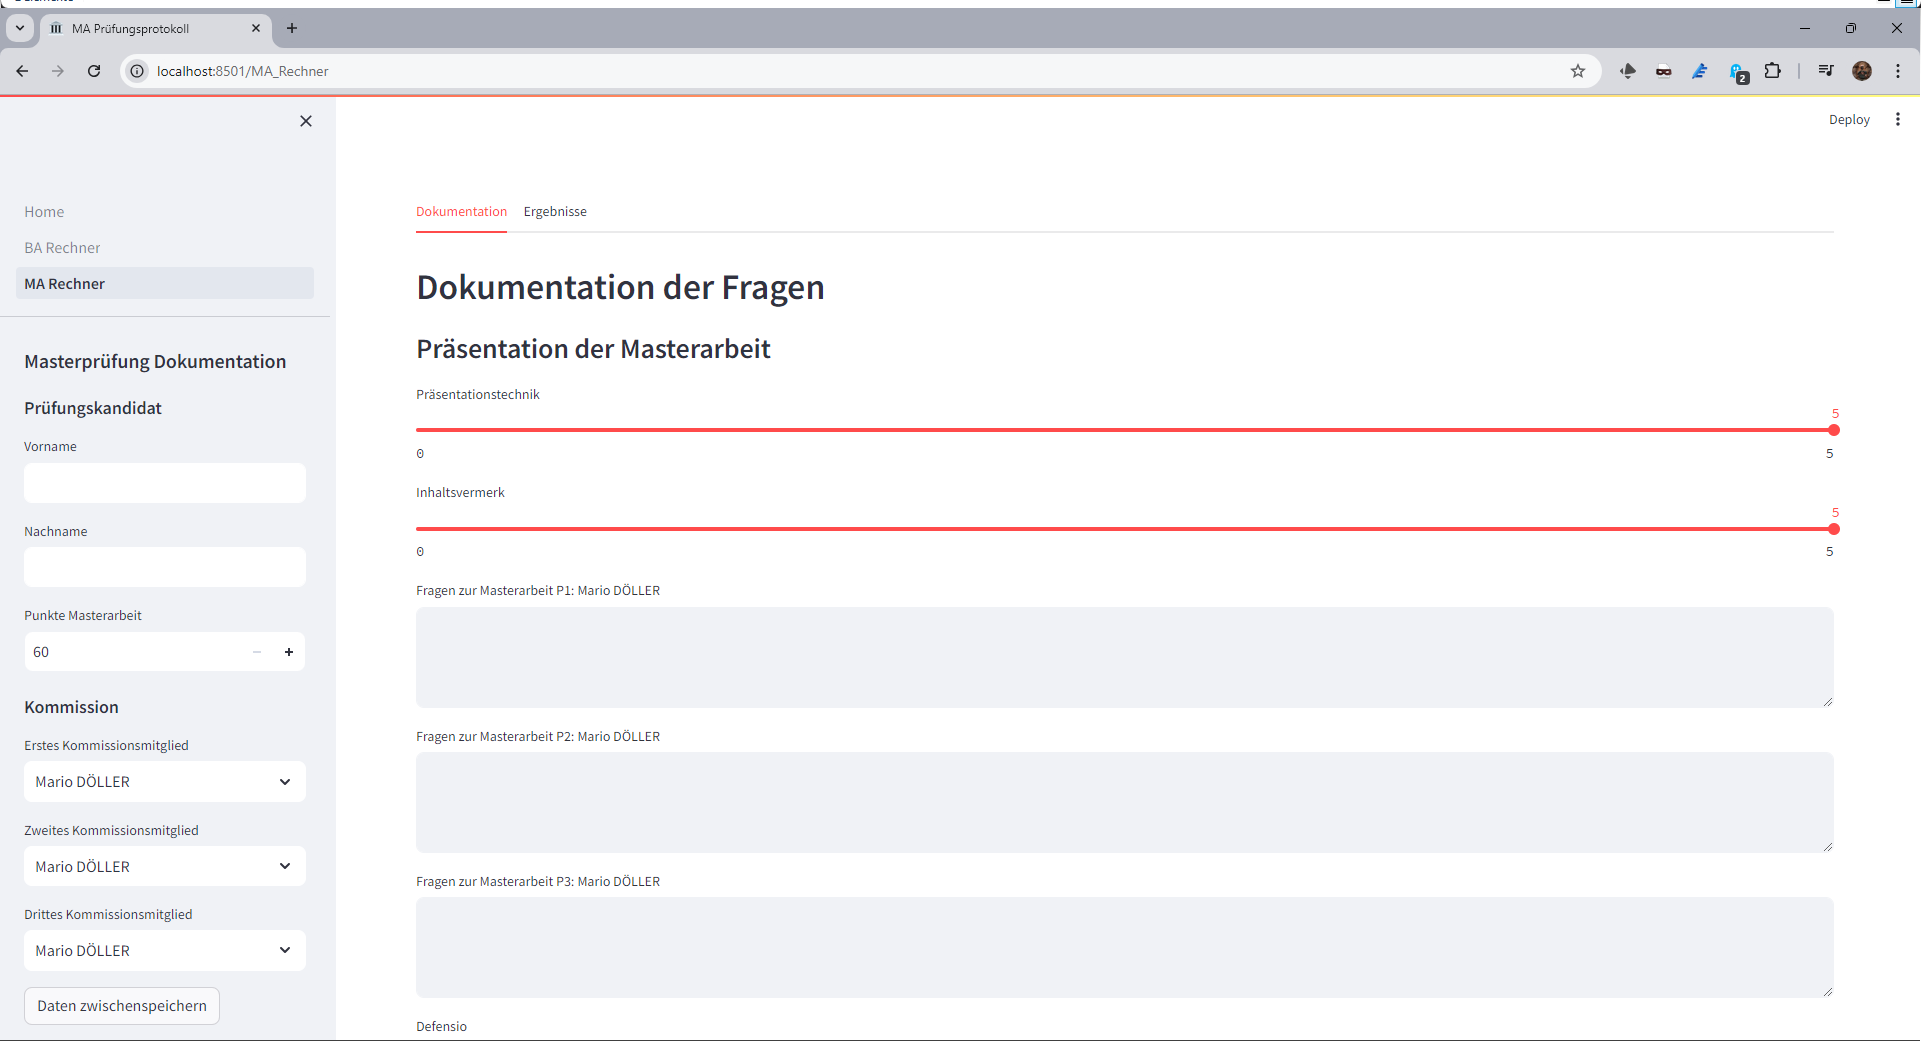 MA Prüfungsprotokoll
localhost:8501/MA_Rechner
2
Deploy
Home
BA Rechner
MA Rechner
Masterprüfung Dokumentation
Prüfungskandidat
Vorname
Nachname
Punkte Masterarbeit
60
Kommission
Erstes Kommissionsmitglied
Mario DÖLLER
Zweites Kommissionsmitglied
Mario DÖLLER
Drittes Kommissionsmitglied
Mario DÖLLER
Daten zwischenspeichern
Dokumentation Ergebnisse
Dokumentation der Fragen
Präsentation der Masterarbeit
Präsentationstechnik
5
0 5
Inhaltsvermerk
5
0 5
Fragen zur Masterarbeit P1: Mario DÖLLER
Fragen zur Masterarbeit P2: Mario DÖLLER
Fragen zur Masterarbeit P3: Mario DÖLLER
Defensio